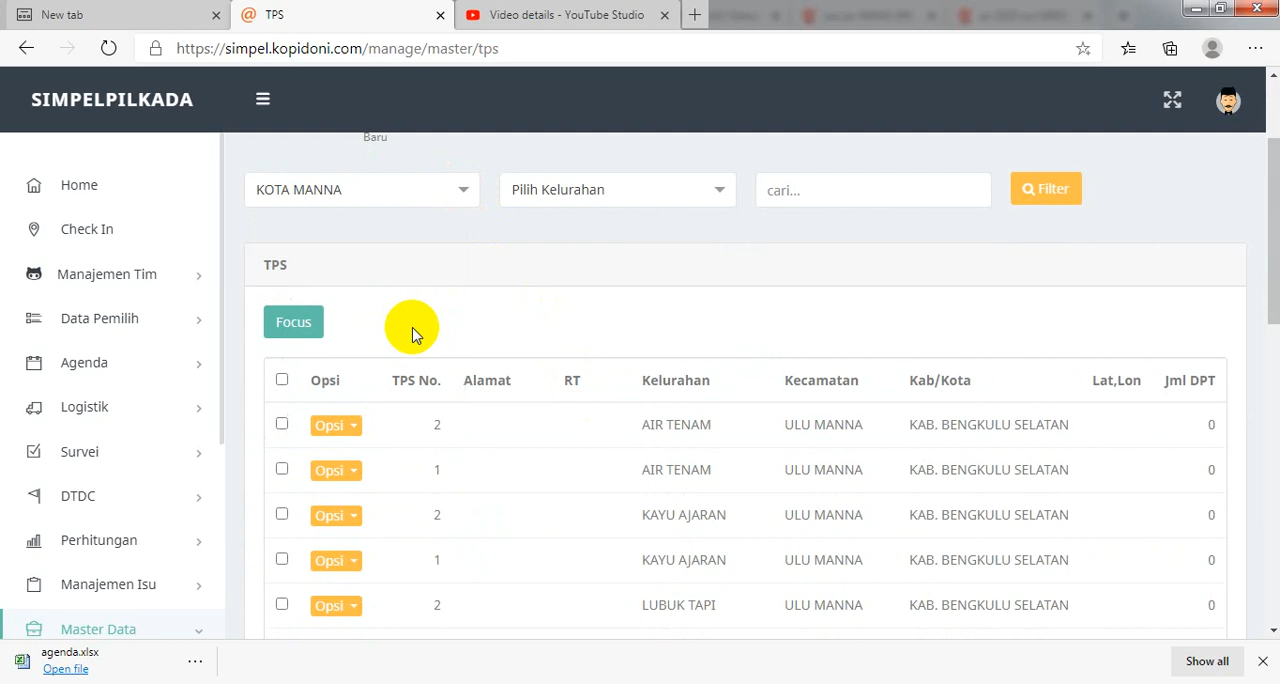 New tab
TPS
Video details - YouTube Studio
https://simpel.kopidoni.com/manage/master/tps
SIMPELPILKADA
Baru
KOTA MANNA
Pilih Kelurahan
cari...
Filter
Home
Check In
Manajemen Tim
Data Pemilih
Agenda
Logistik
Survei
DTDC
Perhitungan
Manajemen Isu
Master Data
TPS
Focus
Opsi TPS No. Alamat RT Kelurahan Kecamatan Kab/Kota Lat,Lon Jml DPT
Opsi 2 AIR TENAM ULU MANNA KAB. BENGKULU SELATAN 0
Opsi 1 AIR TENAM ULU MANNA KAB. BENGKULU SELATAN 0
Opsi 2 KAYU AJARAN ULU MANNA KAB. BENGKULU SELATAN 0
Opsi 1 KAYU AJARAN ULU MANNA KAB. BENGKULU SELATAN 0
Opsi 2 LUBUK TAPI ULU MANNA KAB. BENGKULU SELATAN 0
agenda.xlsx
Open file
Show all